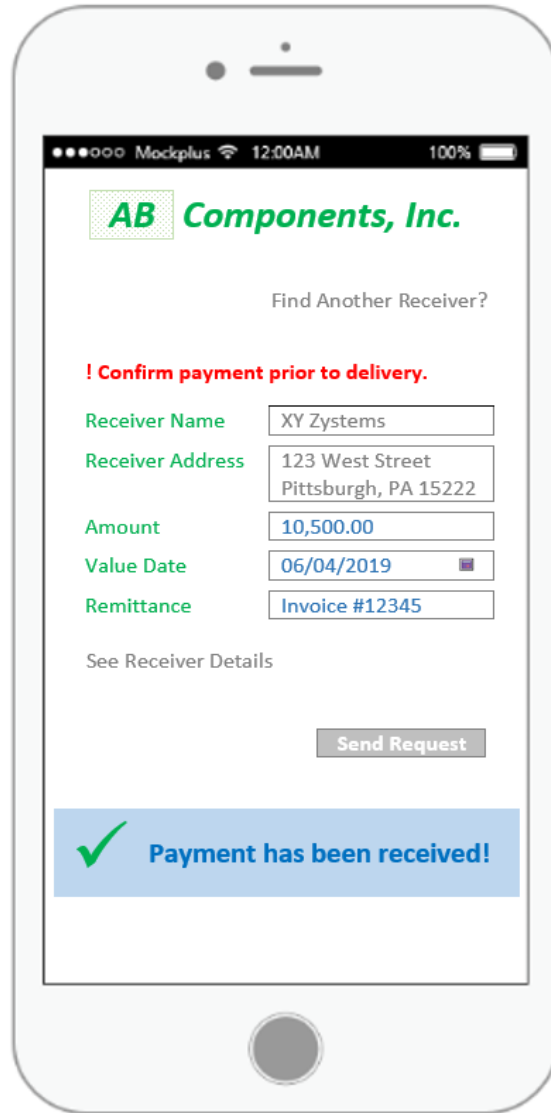 Mockplus 12:00AM 100%
AB Components, Inc.
Find Another Receiver?
! Confirm payment prior to delivery.
Receiver Name XY Zystems
Receiver Address 123 West Street
Pittsburgh, PA 15222
Amount 10,500.00
Value Date 06/04/2019
Remittance Invoice #12345
See Receiver Details
Send Request
Payment has been received!